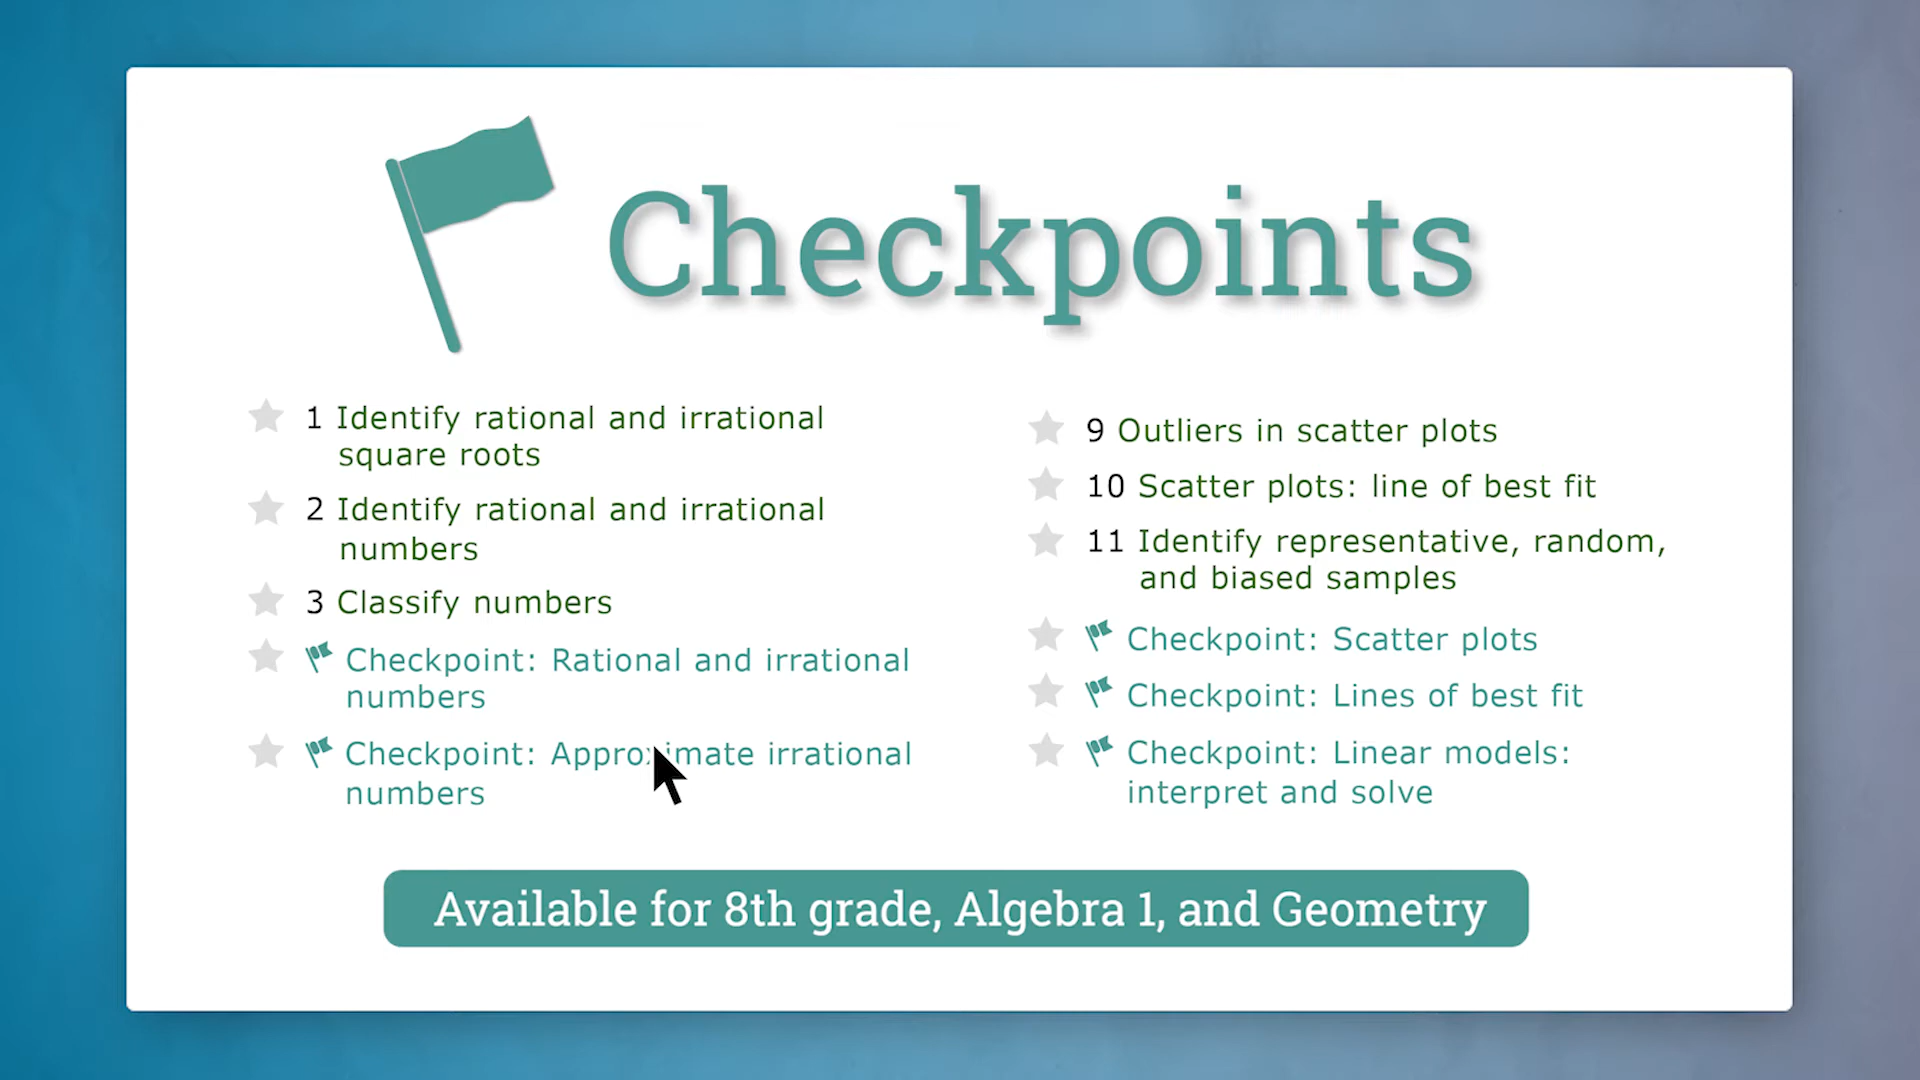 Checkpoints
1 Identify rational and irrational
square roots
2 Identify rational and irrational
numbers
3 Classify numbers
Checkpoint: Rational and irrational
numbers
Checkpoint: Approximate irrational
numbers
9 Outliers in scatter plots
10 Scatter plots: line of best fit
11 Identify representative, random,
and biased samples
Checkpoint: Scatter plots
Checkpoint: Lines of best fit
Checkpoint: Linear models:
interpret and solve
Available for 8th grade, Algebra 1, and Geometry